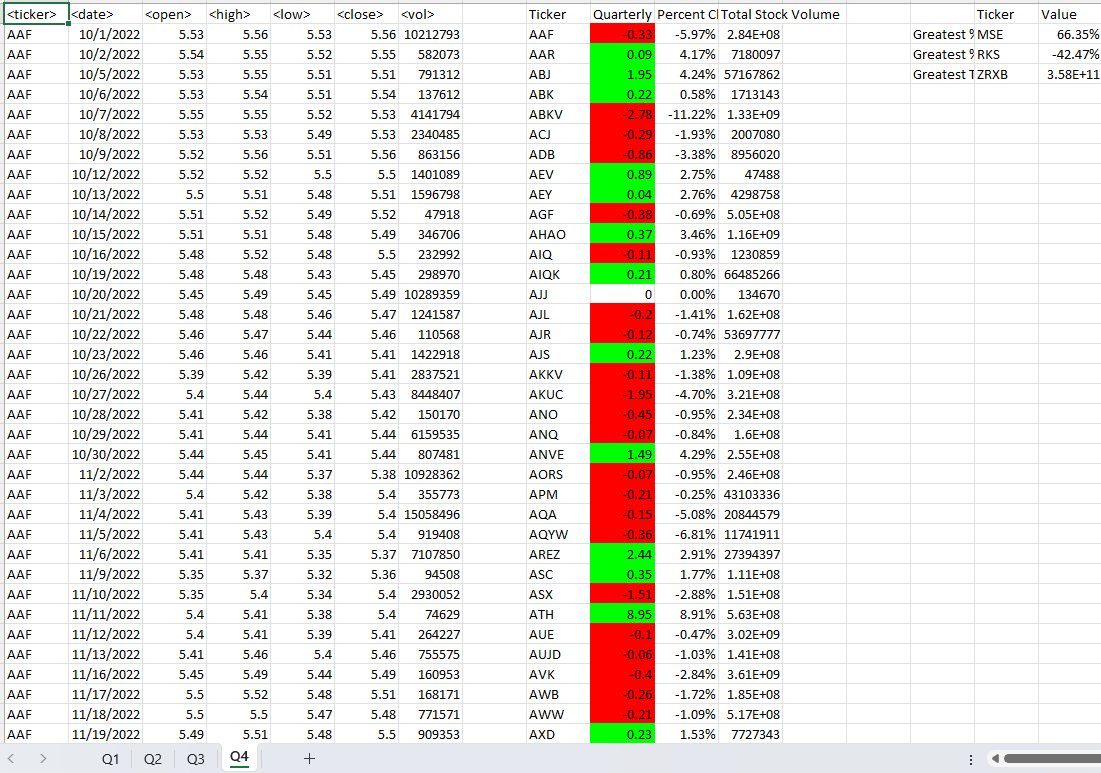 <ticker> <date> <open> <high> <low> <close> <vol> Ticker Quarterly Percent Cl Total Stock Volume Ticker Value
AAF 10/1/2022 5.53 5.56 5.53 5.56 10212793 AAF -0.33 -5.97% 2.84E+08 Greatest % MSE 66.35%
AAF 10/2/2022 5.54 5.55 5.52 5.55 582073 AAR 0.09 4.17% 7180097 Greatest % RKS -42.47%
AAF 10/5/2022 5.53 5.55 5.51 5.51 791312 ABJ 1.95 4.24% 57167862 Greatest T ZRXB 3.58E+11
AAF 10/6/2022 5.53 5.54 5.51 5.54 137612 ABK 0.22 0.58% 1713143
AAF 10/7/2022 5.55 5.55 5.52 5.53 4141794 ABKV -2.78 -11.22% 1.33E+09
AAF 10/8/2022 5.53 5.53 5.49 5.53 2340485 ACJ -0.29 -1.93% 2007080
AAF 10/9/2022 5.52 5.56 5.51 5.56 863156 ADB -0.86 -3.38% 8956020
AAF 10/12/2022 5.52 5.52 5.5 5.5 1401089 AEV 0.89 2.75% 47488
AAF 10/13/2022 5.5 5.51 5.48 5.51 1596798 AEY 0.04 2.76% 4298758
AAF 10/14/2022 5.51 5.52 5.49 5.52 47918 AGF -0.38 -0.69% 5.05E+08
AAF 10/15/2022 5.51 5.51 5.48 5.49 346706 AHAO 0.37 3.46% 1.16E+09
AAF 10/16/2022 5.48 5.52 5.48 5.5 232992 AIQ -0.11 -0.93% 1230859
AAF 10/19/2022 5.48 5.48 5.43 5.45 298970 AIQK 0.21 0.80% 66485266
AAF 10/20/2022 5.45 5.49 5.45 5.49 10289359 AJJ 0 0.00% 134670
AAF 10/21/2022 5.48 5.48 5.46 5.47 1241587 AJL -0.2 -1.41% 1.62E+08
AAF 10/22/2022 5.46 5.47 5.44 5.46 110568 AJR -0.12 -0.74% 53697777
AAF 10/23/2022 5.46 5.46 5.41 5.41 1422918 AJS 0.22 1.23% 2.9E+08
AAF 10/26/2022 5.39 5.42 5.39 5.41 2837521 AKKV -0.11 -1.38% 1.09E+08
AAF 10/27/2022 5.4 5.44 5.4 5.43 8448407 AKUC -1.95 -4.70% 3.21E+08
AAF 10/28/2022 5.41 5.42 5.38 5.42 150170 ANO -0.45 -0.95% 2.34E+08
AAF 10/29/2022 5.41 5.44 5.41 5.44 6159535 ANQ -0.07 -0.84% 1.6E+08
AAF 10/30/2022 5.44 5.45 5.41 5.44 807481 ANVE 1.49 4.29% 2.55E+08
AAF 11/2/2022 5.44 5.44 5.37 5.38 10928362 AORS -0.07 -0.95% 2.46E+08
AAF 11/3/2022 5.4 5.42 5.38 5.4 355773 APM -0.21 -0.25% 43103336
AAF 11/4/2022 5.41 5.43 5.39 5.4 15058496 AQA -0.15 -5.08% 20844579
AAF 11/5/2022 5.41 5.43 5.4 5.4 919408 AQYW -0.36 -6.81% 11741911
AAF 11/6/2022 5.41 5.41 5.35 5.37 7107850 AREZ 2.44 2.91% 27394397
AAF 11/9/2022 5.35 5.37 5.32 5.36 94508 ASC 0.35 1.77% 1.11E+08
AAF 11/10/2022 5.35 5.4 5.34 5.4 2930052 ASX -1.51 -2.88% 1.51E+08
AAF 11/11/2022 5.4 5.41 5.38 5.4 74629 ATH 8.95 8.91% 5.63E+08
AAF 11/12/2022 5.4 5.41 5.39 5.41 264227 AUE -0.1 -0.47% 3.02E+09
AAF 11/13/2022 5.41 5.46 5.4 5.46 755575 AUJD -0.06 -1.03% 1.41E+08
AAF 11/16/2022 5.45 5.49 5.44 5.49 160953 AVK -0.4 -2.84% 3.61E+09
AAF 11/17/2022 5.5 5.52 5.48 5.51 168171 AWB -0.26 -1.72% 1.85E+08
AAF 11/18/2022 5.5 5.5 5.47 5.48 771571 AWW -0.21 -1.09% 5.17E+08
AAF 11/19/2022 5.49 5.51 5.48 5.5 909353 AXD 0.23 1.53% 7727343
Q1 Q2 Q3 Q4